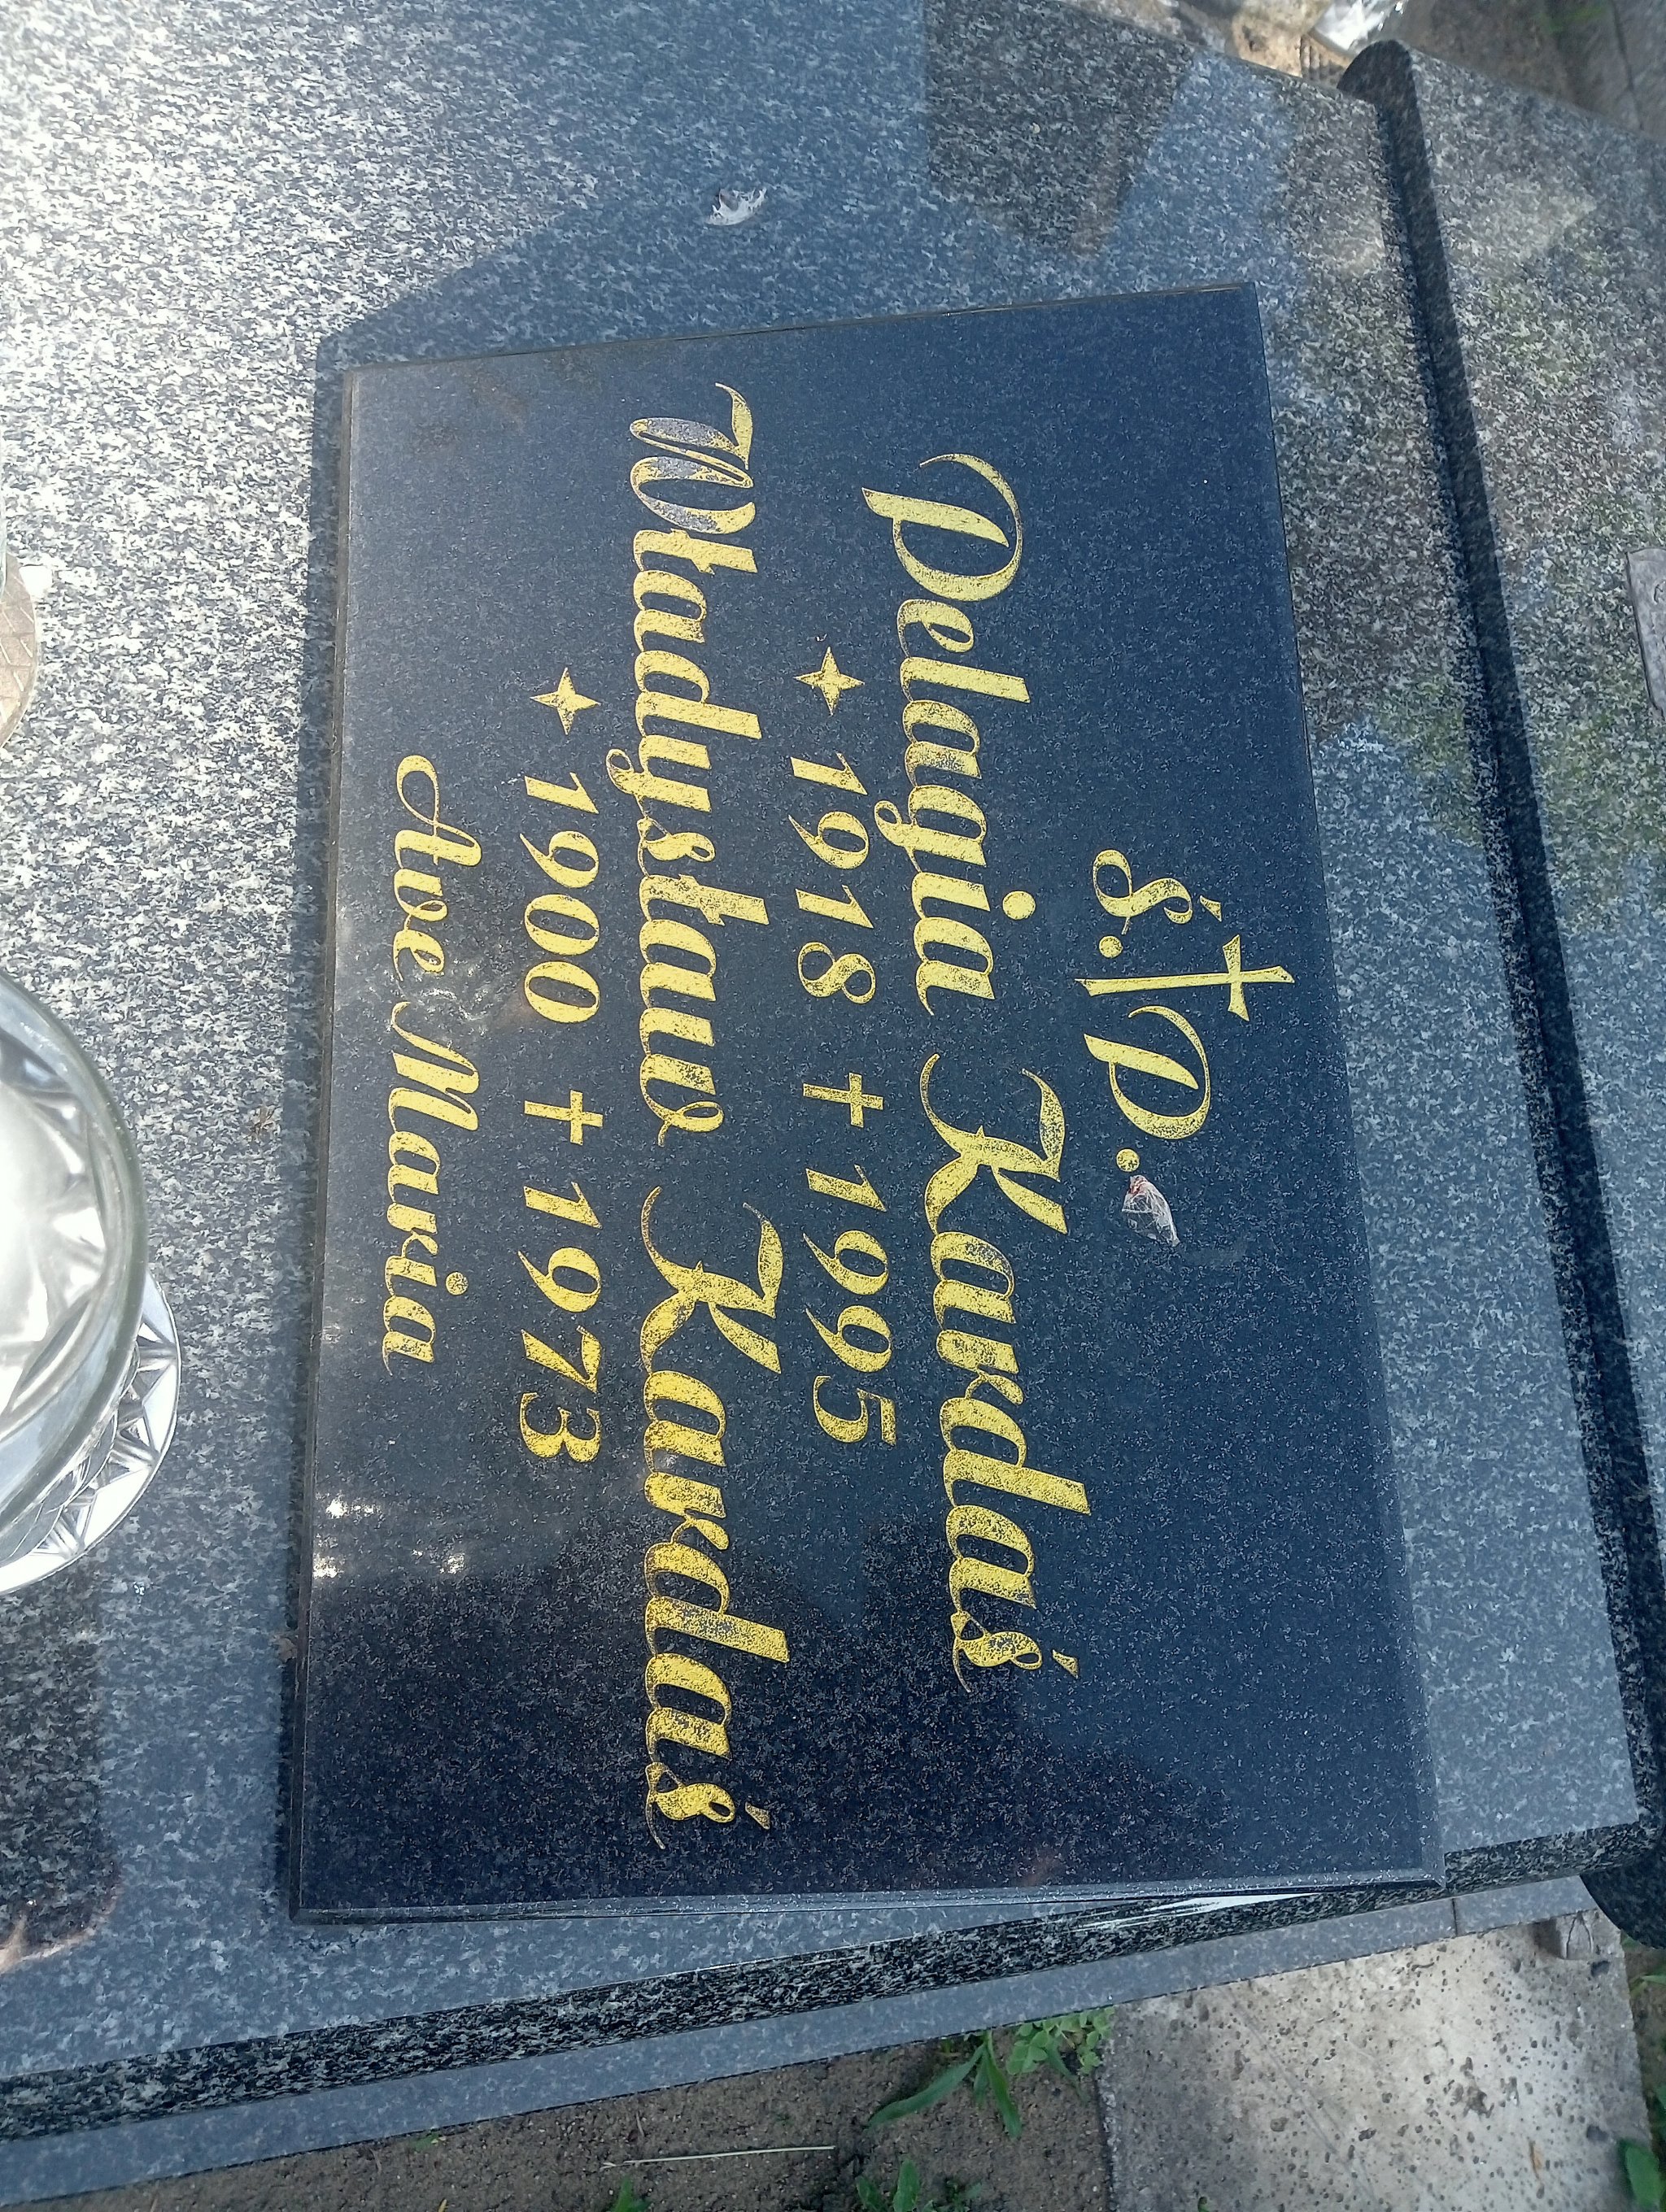 ś.†p.
Pelagia Kardaś
✦ 1918 † 1995
Władysław Kardaś
✦ 1900 † 1973
Ave Maria